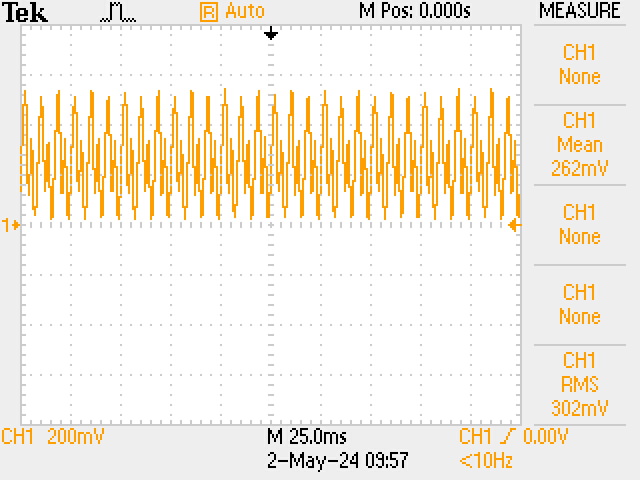 Tek R Auto M Pos: 0.000s MEASURE
CH1
None
CH1
Mean
262mV
CH1
None
CH1
None
CH1
RMS
302mV
1
CH1 200mV M 25.0ms CH1 0.00V
2-May-24 09:57 <10Hz